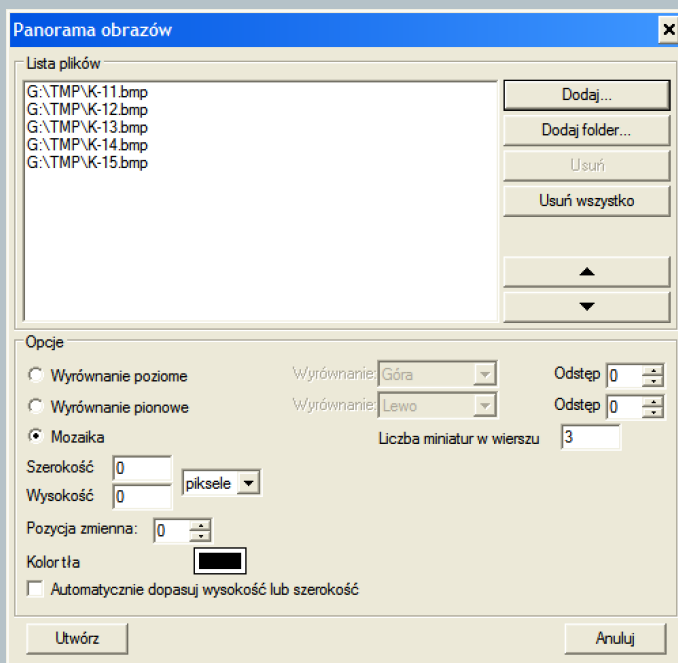 Panorama obrazów
Lista plików
G:\TMP\K-11.bmp
G:\TMP\K-12.bmp
G:\TMP\K-13.bmp
G:\TMP\K-14.bmp
G:\TMP\K-15.bmp
Dodaj...
Dodaj folder...
Usuń
Usuń wszystko
Opcje
Wyrównanie poziome Wyrównanie: Góra Odstęp 0
Wyrównanie pionowe Wyrównanie: Lewo Odstęp 0
Mozaika Liczba miniatur w wierszu 3
Szerokość 0
Wysokość 0 piksele
Pozycja zmienna: 0
Kolor tła
Automatycznie dopasuj wysokość lub szerokość
Utwórz Anuluj